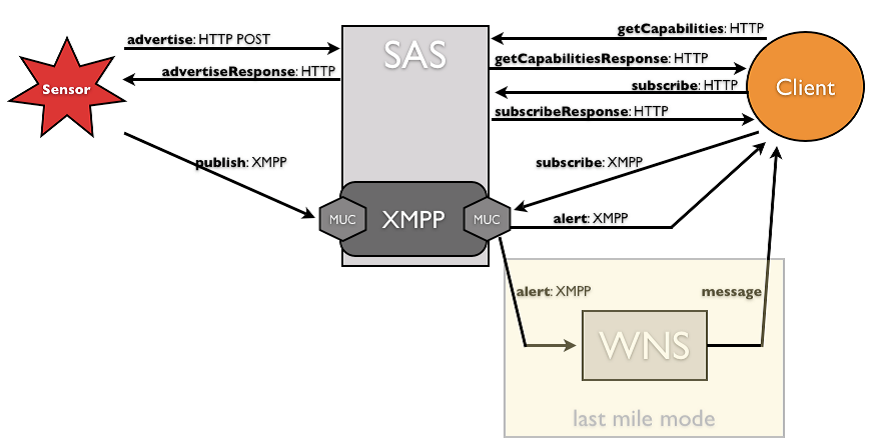 getCapabilities: HTTP
advertise: HTTP POST
SAS
getCapabilitiesResponse: HTTP
advertiseResponse: HTTP
Sensor
subscribe: HTTP
Client
subscribeResponse: HTTP
publish: XMPP
subscribe: XMPP
MUC
XMPP
MUC
alert: XMPP
alert: XMPP
message
WNS
last mile mode